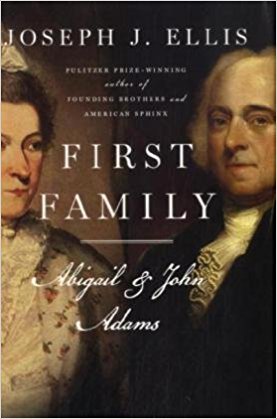 JOSEPH J. ELLIS
PULITZER PRIZE-WINNING
author of
FOUNDING BROTHERS and
AMERICAN SPHINX
FIRST
FAMILY
Abigail & John
Adams